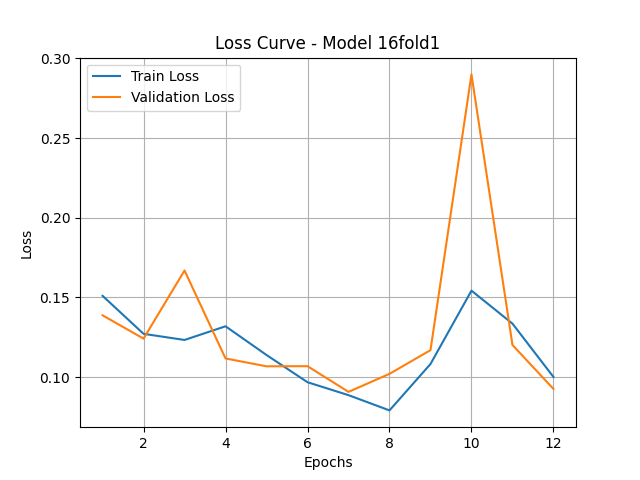 Loss Curve - Model 16fold1
Train Loss
Validation Loss
0.30
0.25
0.20
0.15
0.10
Loss
2 4 6 8 10 12
Epochs